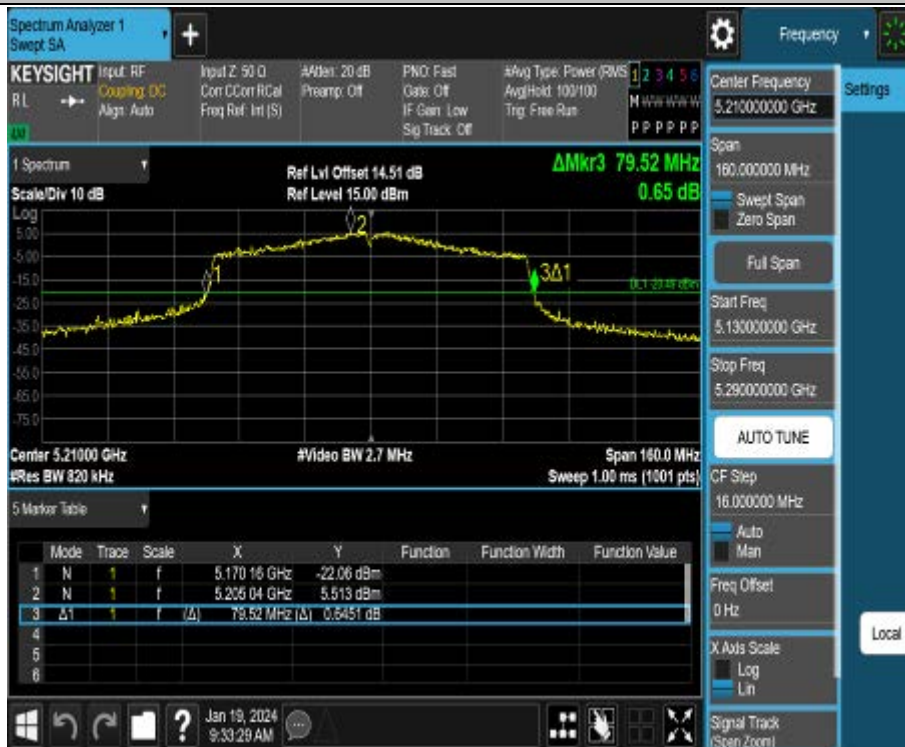 Spectrum Analyzer 1
Swept SA
+
Frequency
KEYSIGHT
RL
Input: RF
Coupling: DC
Align: Auto
Input Z: 50 Ω
Corr CCorr RCal
Freq Ref: Int (S)
#Atten: 20 dB
Preamp: Off
PNO: Fast
Gate: Off
IF Gain: Low
Sig Track: Off
#Avg Type: Power (RMS
Avg|Hold: 100/100
Trig: Free Run
1 2 3 4 5 6
M W W W W W
P P P P P P
1 Spectrum
Scale/Div 10 dB
Ref Lvl Offset 14.51 dB
Ref Level 15.00 dBm
ΔMkr3 79.52 MHz
0.65 dB
Log
5.00
-5.00
-15.0
-25.0
-35.0
-45.0
-55.0
-65.0
-75.0
1
2
3Δ1
Center 5.21000 GHz
#Res BW 820 kHz
#Video BW 2.7 MHz
Span 160.0 MHz
Sweep 1.00 ms (1001 pts)
5 Marker Table
Mode Trace Scale X Y Function Function Width Function Value
1 N 1 f 5.170 16 GHz -22.06 dBm
2 N 1 f 5.205 04 GHz 5.513 dBm
3 Δ1 1 f (Δ) 79.52 MHz (Δ) 0.6451 dB
4
5
6
Jan 19, 2024
9:33:29 AM
?
Center Frequency
5.210000000 GHz
Span
160.000000 MHz
Swept Span
Zero Span
Full Span
Start Freq
5.130000000 GHz
Stop Freq
5.290000000 GHz
AUTO TUNE
CF Step
16.000000 MHz
Auto
Man
Freq Offset
0 Hz
X Axis Scale
Log
Lin
Signal Track
(Span Zoom)
Settings
Local